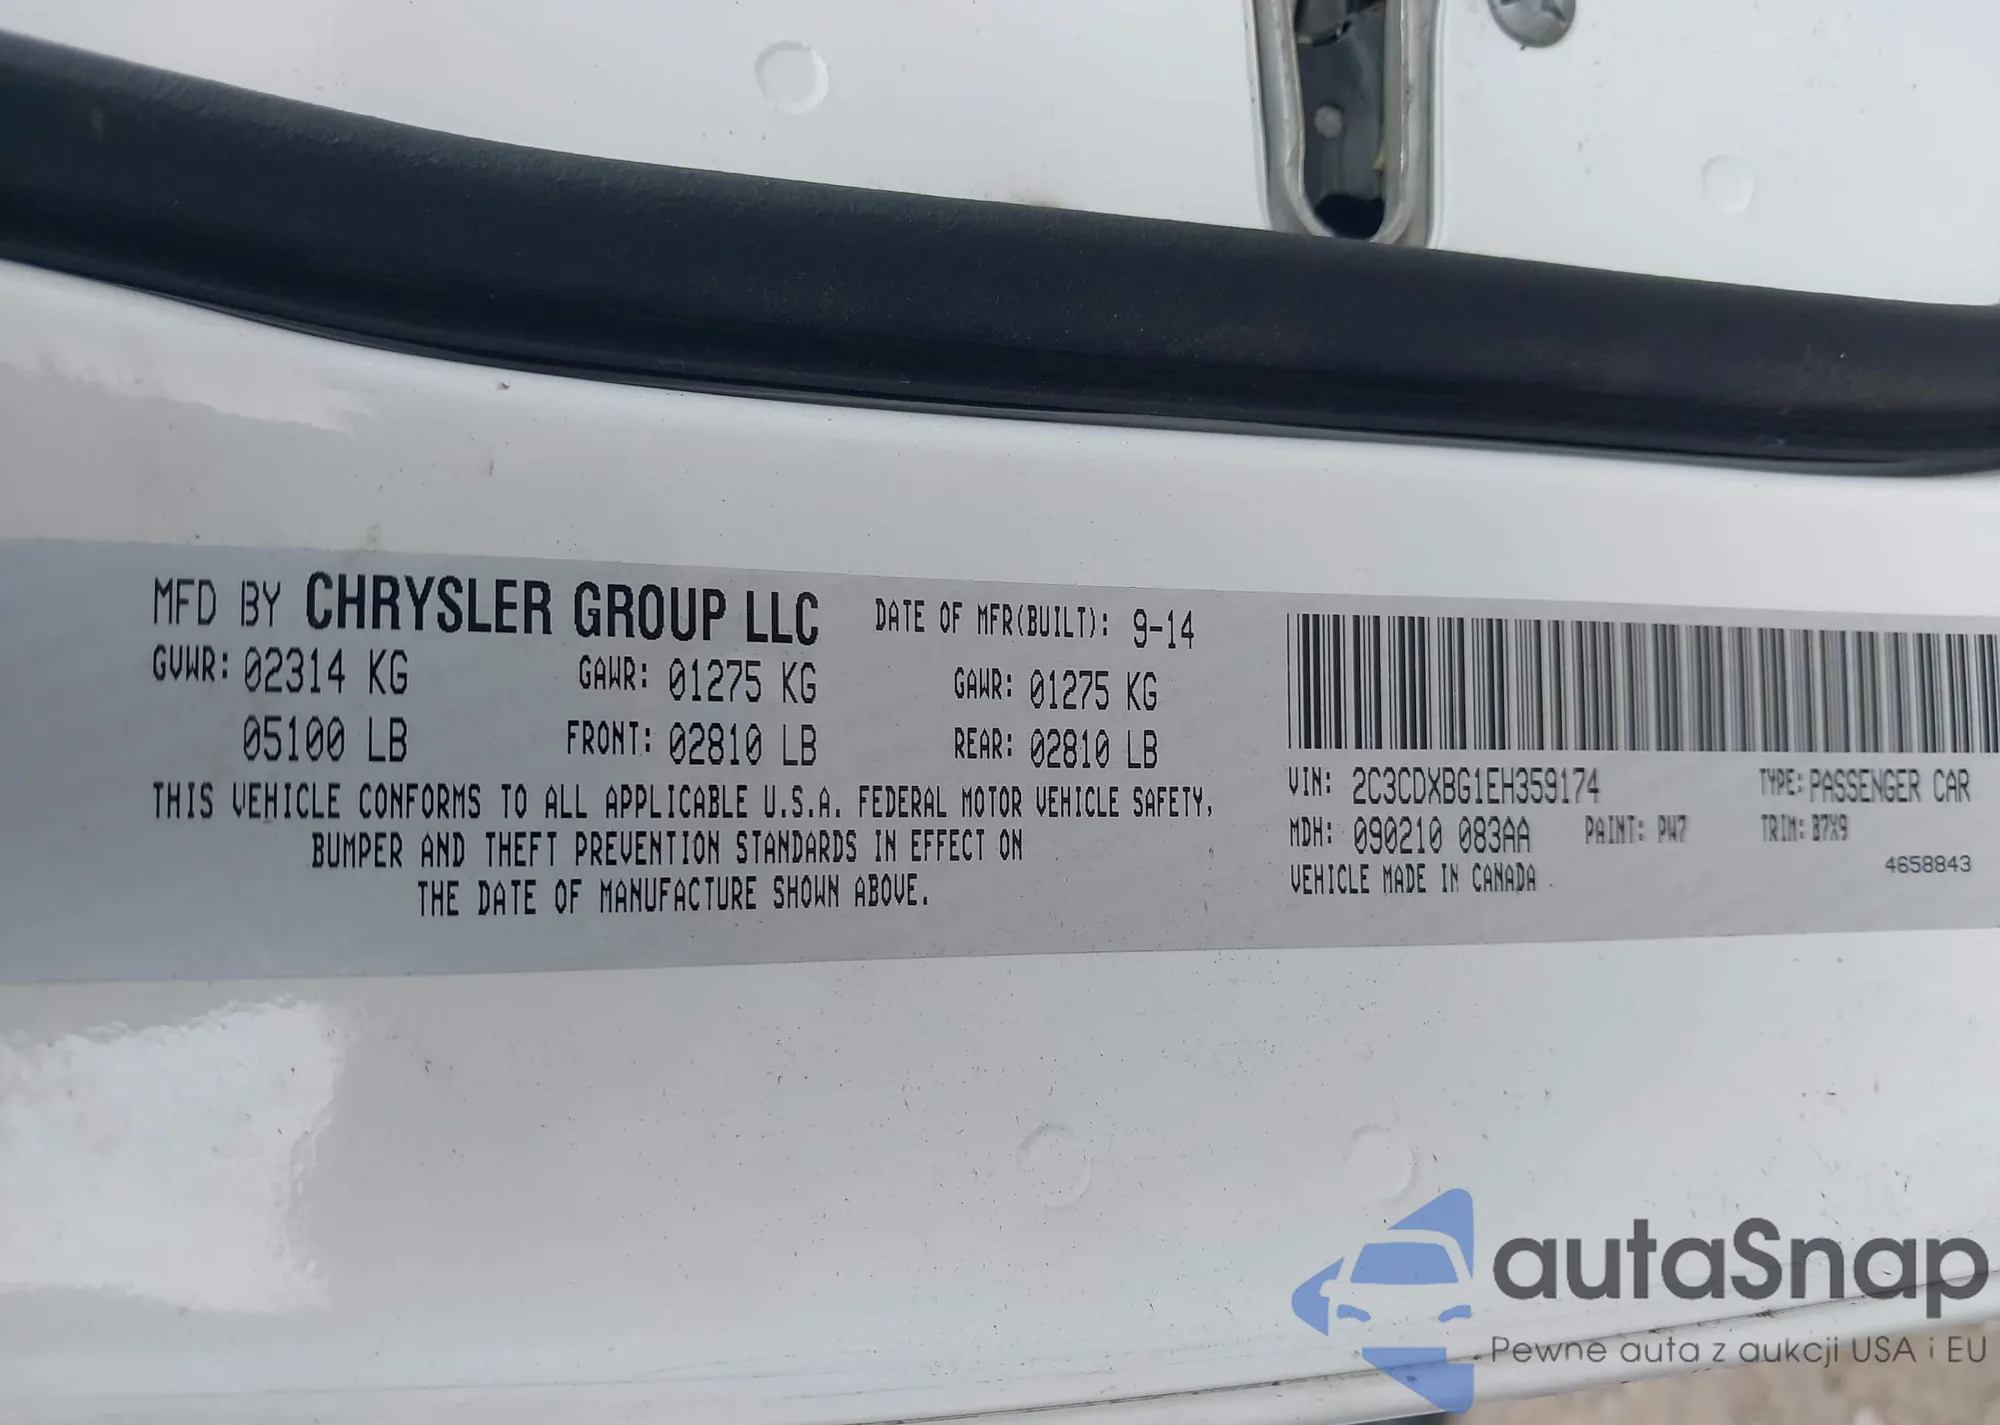 MFD BY CHRYSLER GROUP LLC DATE OF MFR(BUILT): 9-14
GVWR: 02314 KG GAWR: 01275 KG GAWR: 01275 KG
05100 LB FRONT: 02810 LB REAR: 02810 LB
THIS VEHICLE CONFORMS TO ALL APPLICABLE U.S.A. FEDERAL MOTOR VEHICLE SAFETY,
BUMPER AND THEFT PREVENTION STANDARDS IN EFFECT ON
THE DATE OF MANUFACTURE SHOWN ABOVE.
VIN: 2C3CDXBG1EH359174 TYPE: PASSENGER CAR
MDH: 090210 083AA PAINT: PW7 TRIM: B7X9
VEHICLE MADE IN CANADA 4658843
autaSnap
Pewne auta z aukcji USA i EU